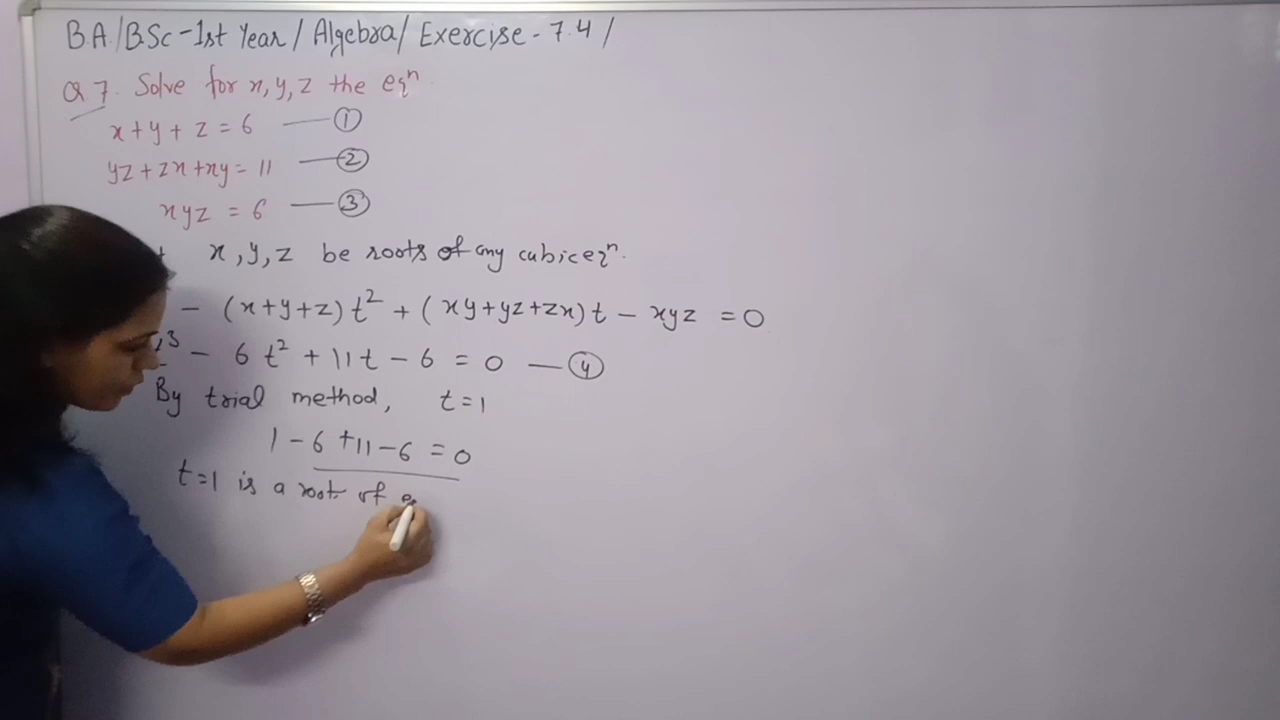 B.A/B.Sc - 1st Year / Algebra / Exercise - 7.4 /
Q 7. Solve for x, y, z the eqⁿ.
x + y + z = 6 —— ①
yz + zx + xy = 11 —— ②
xyz = 6 —— ③
x, y, z be roots of any cubic eqⁿ.
- (x+y+z) t² + (xy+yz+zx) t - xyz = 0
³ - 6t² + 11t - 6 = 0 — ④
By trial method, t = 1
1 - 6 + 11 - 6 = 0
t = 1 is a root of